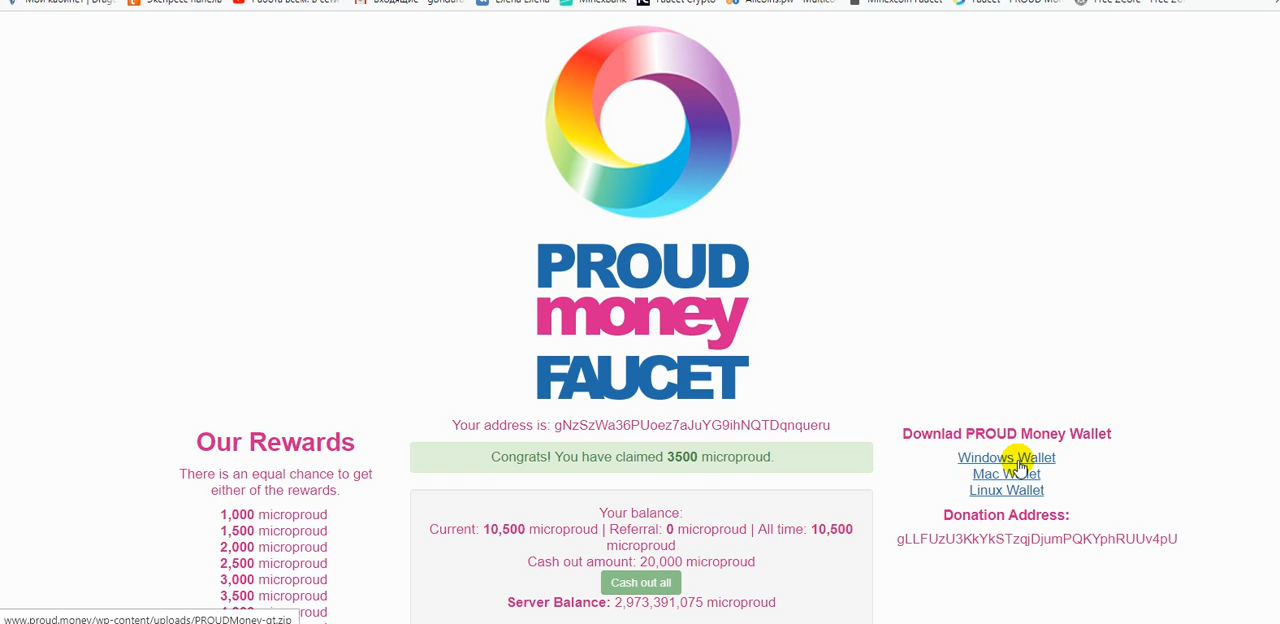 PROUD
money
FAUCET
Your address is: gNzSzWa36PUoez7aJuYG9ihNQTDqnqueru
Congrats! You have claimed 3500 microproud.
Our Rewards
There is an equal chance to get
either of the rewards.
1,000 microproud
1,500 microproud
2,000 microproud
2,500 microproud
3,000 microproud
3,500 microproud
Your balance:
Current: 10,500 microproud | Referral: 0 microproud | All time: 10,500
microproud
Cash out amount: 20,000 microproud
Cash out all
Server Balance: 2,973,391,075 microproud
Downlad PROUD Money Wallet
Windows Wallet
Mac Wallet
Linux Wallet
Donation Address:
gLLFUzU3KkYkSTzqjDjumPQKYphRUUv4pU
www.proud.money/wp-content/uploads/PROUDMoney-qt.zip